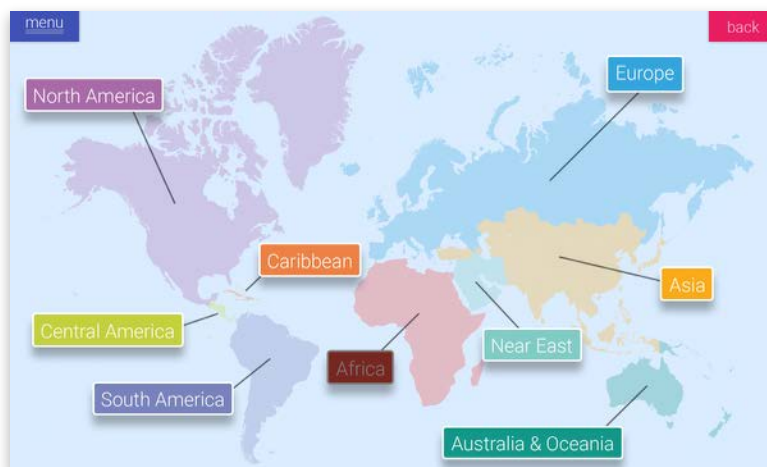 menu
back
Europe
North America
Caribbean
Asia
Central America
Near East
Africa
South America
Australia & Oceania